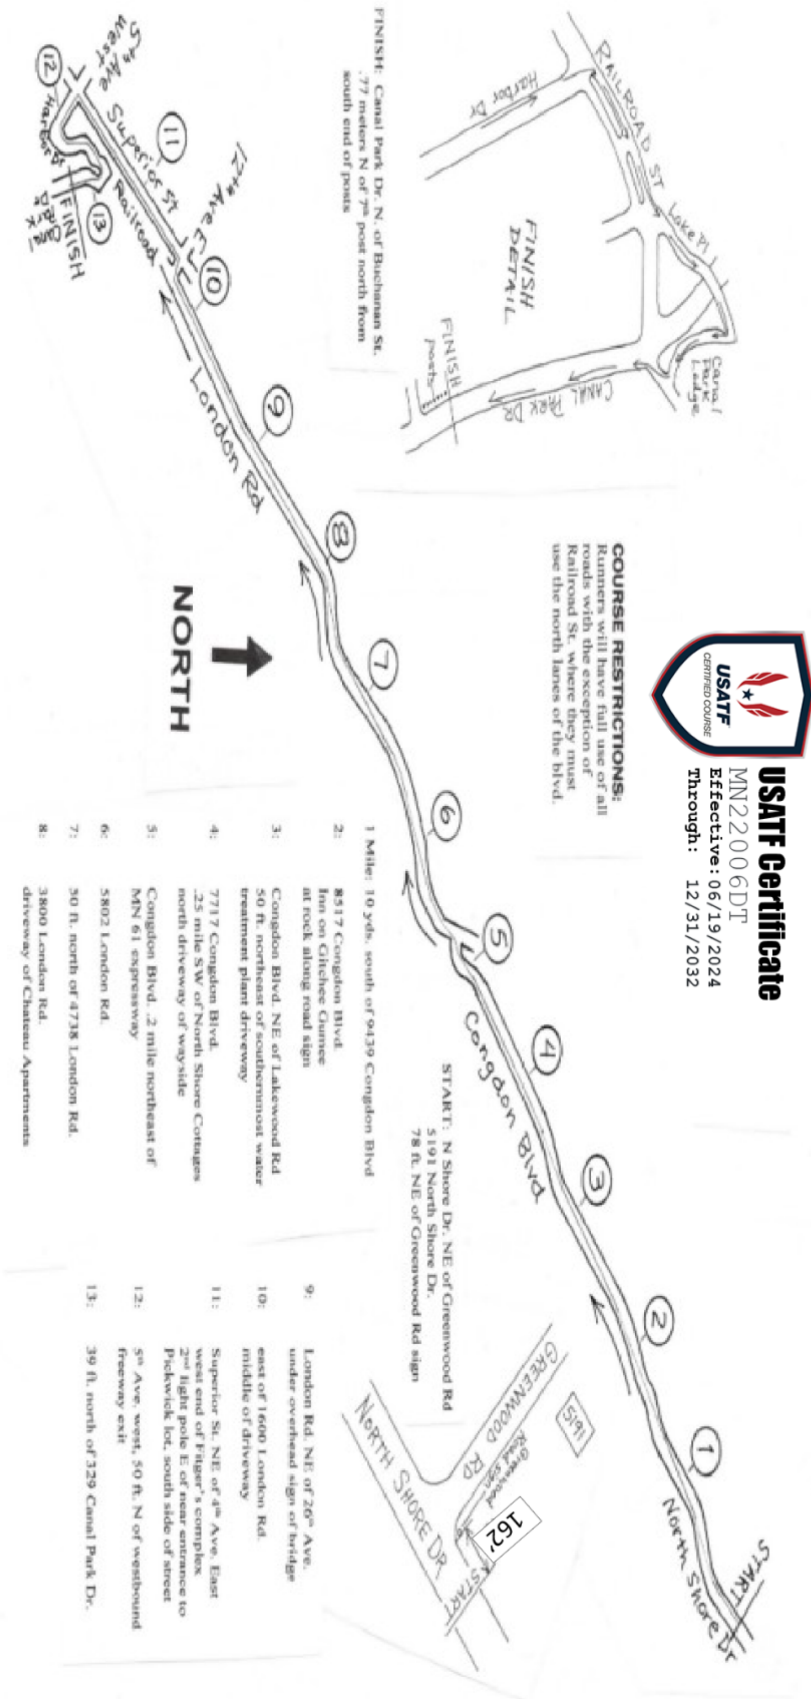 USATF Certificate
MN22006DT
Effective: 06/19/2024
Through: 12/31/2032
USATF
CERTIFIED COURSE
RAILROAD ST
Lake Pl
Canal
Park
Lodge
Harbor Dr
FINISH
DETAIL
CANAL PARK DR
FINISH
posts
FINISH: Canal Park Dr. N. of Buchanan St.
.77 meters N of 7th post north from
south end of posts
COURSE RESTRICTIONS:
Runners will have full use of all
roads with the exception of
Railroad St. where they must
use the north lanes of the blvd.
5th Ave
West
12
Harbor Dr
FINISH
Canal
Park
Dr
13
11
Superior St
Railroad
12th Ave E
10
London Rd
9
8
7
NORTH
6
5
Congdon Blvd
4
3
2
1
North Shore Dr
START
START: N Shore Dr. NE of Greenwood Rd
5191 North Shore Dr.
78 ft. NE of Greenwood Rd sign
GREENWOOD RD
5191
Greenwood
Road sign
162'
START
NORTH SHORE DR
1 Mile: 10 yds. south of 9439 Congdon Blvd
2: 8517 Congdon Blvd.
Inn on Gitchee Gumee
at rock along road sign
3: Congdon Blvd. NE of Lakewood Rd
50 ft. northeast of southernmost water
treatment plant driveway
4: 7717 Congdon Blvd.
.25 mile SW of North Shore Cottages
north driveway of wayside
5: Congdon Blvd. .2 mile northeast of
MN 61 expressway
6: 5802 London Rd.
7: 50 ft. north of 4738 London Rd.
8: 3800 London Rd.
driveway of Chateau Apartments
9: London Rd. NE of 26th Ave.
under overhead sign of bridge
10: east of 1600 London Rd.
middle of driveway
11: Superior St. NE of 4th Ave. East
west end of Fitger's complex
2nd light pole E of near entrance to
Pickwick lot, south side of street
12: 5th Ave. west, 50 ft. N of westbound
freeway exit
13: 39 ft. north of 329 Canal Park Dr.